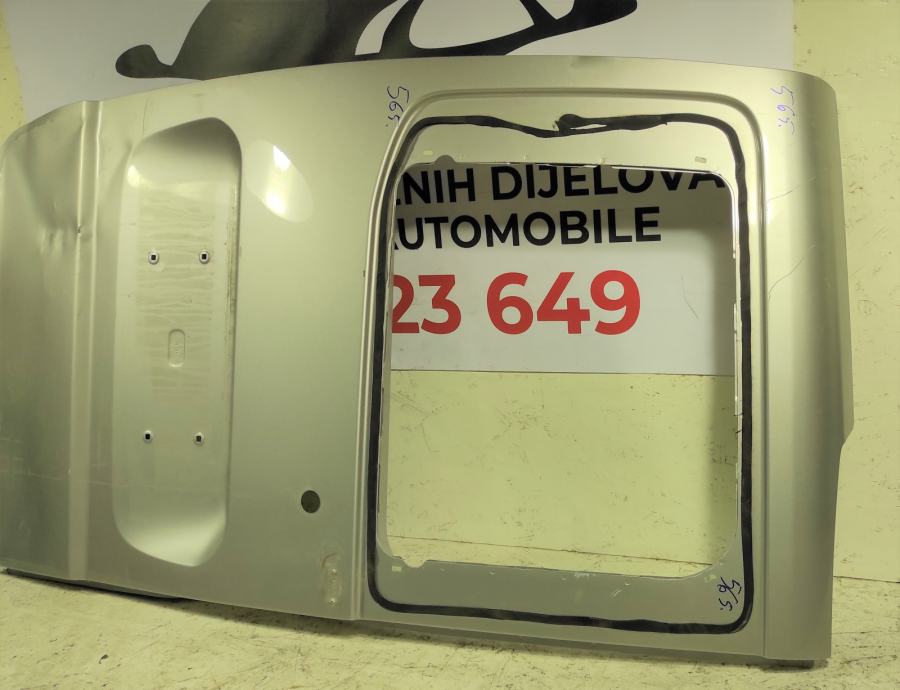 565.
565.
.NIH DIJELOVA
AUTOMOBILE
23 649
565.